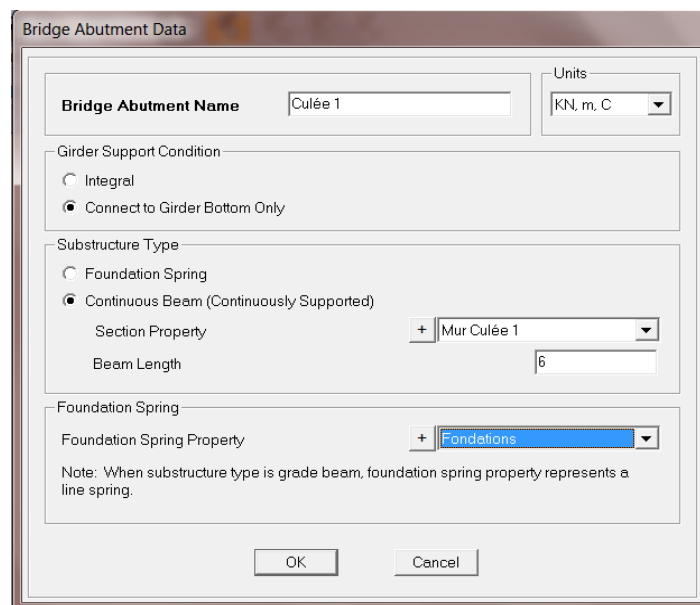 Bridge Abutment Data
Bridge Abutment Name Culée 1
Units
KN, m, C
Girder Support Condition
Integral
Connect to Girder Bottom Only
Substructure Type
Foundation Spring
Continuous Beam (Continuously Supported)
Section Property + Mur Culée 1
Beam Length 6
Foundation Spring
Foundation Spring Property + Fondations
Note: When substructure type is grade beam, foundation spring property represents a
line spring.
OK Cancel